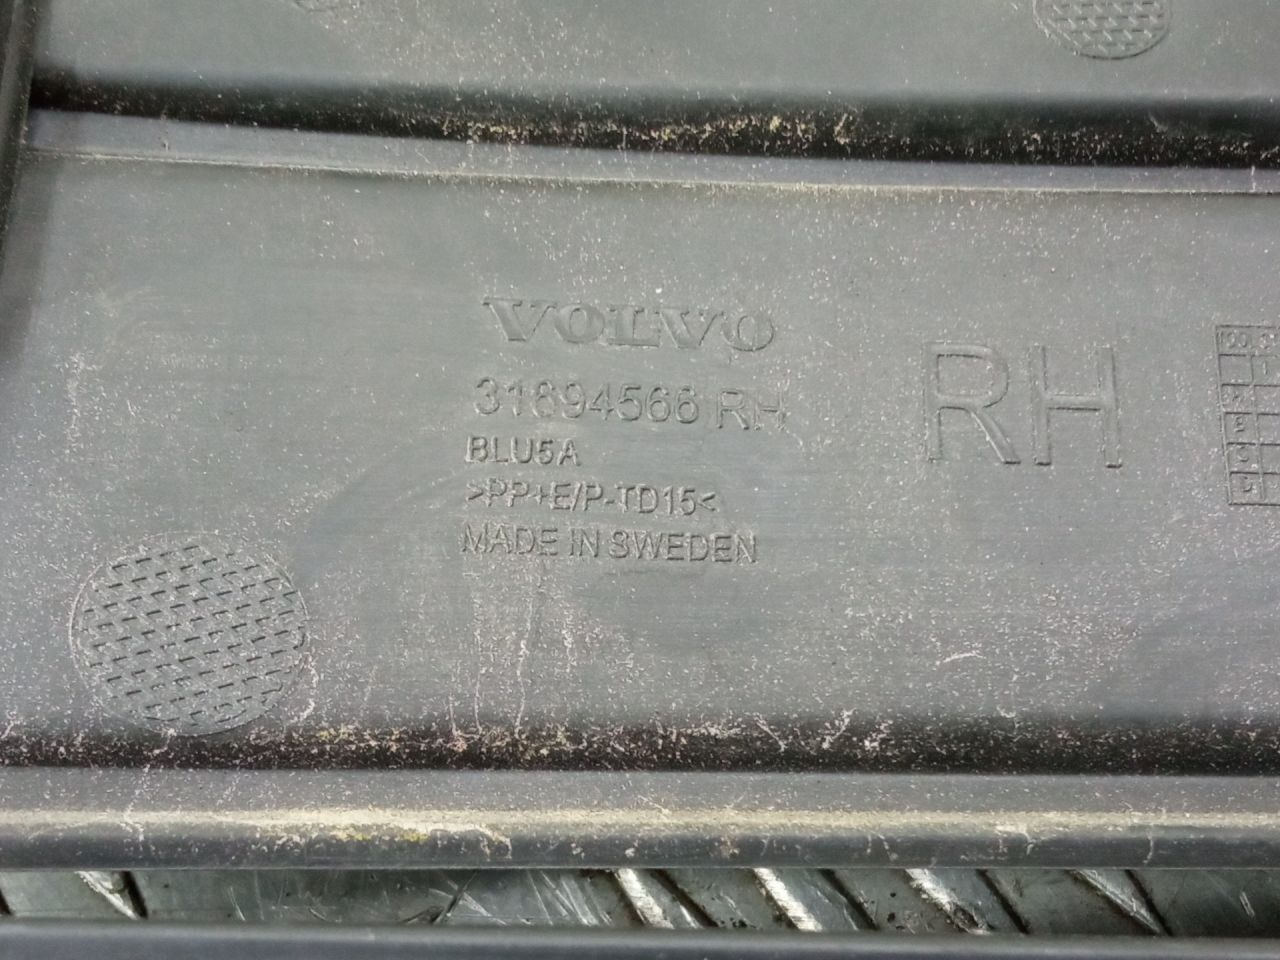 VOLVO
31694566 RH
BLU5A
>PP+E/P-TD15<
MADE IN SWEDEN
RH